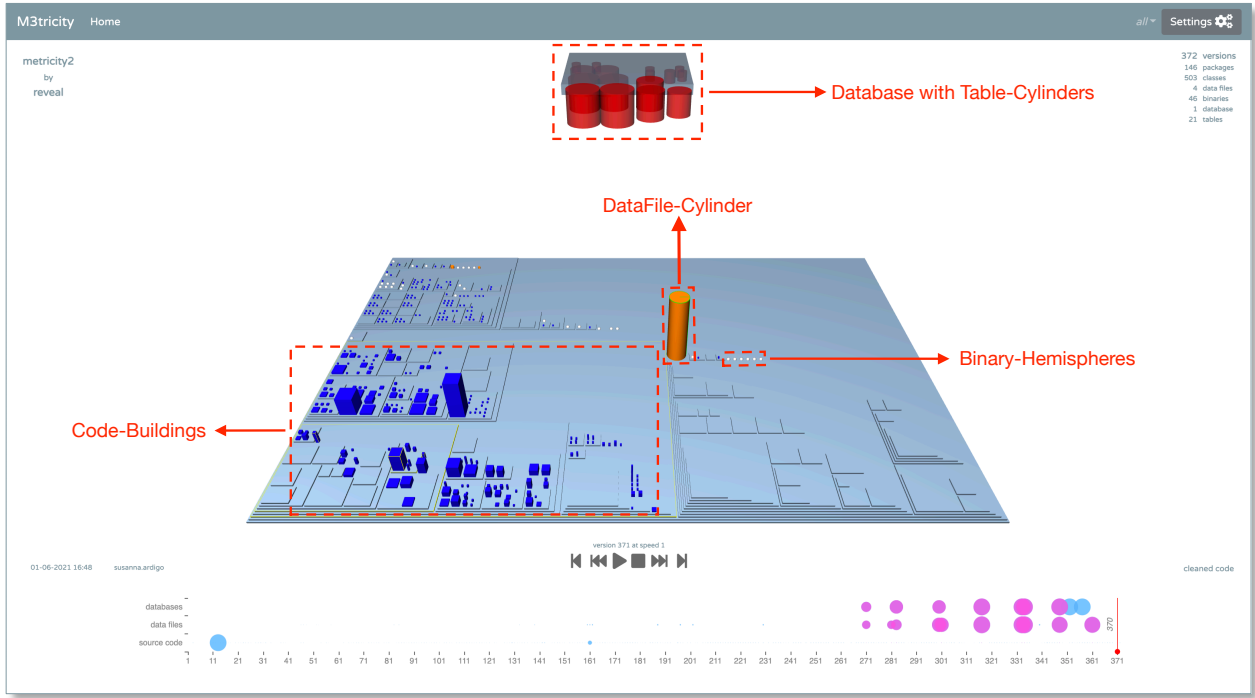 M3tricity Home all Settings
metricity2
by
reveal
372 versions
146 packages
503 classes
4 data files
46 binaries
1 database
21 tables
Database with Table-Cylinders
DataFile-Cylinder
Binary-Hemispheres
Code-Buildings
version 371 at speed 1
01-06-2021 16:48 susanna.ardigo
cleaned code
databases
data files
source code
370
1 11 21 31 41 51 61 71 81 91 101 111 121 131 141 151 161 171 181 191 201 211 221 231 241 251 261 271 281 291 301 311 321 331 341 351 361 371